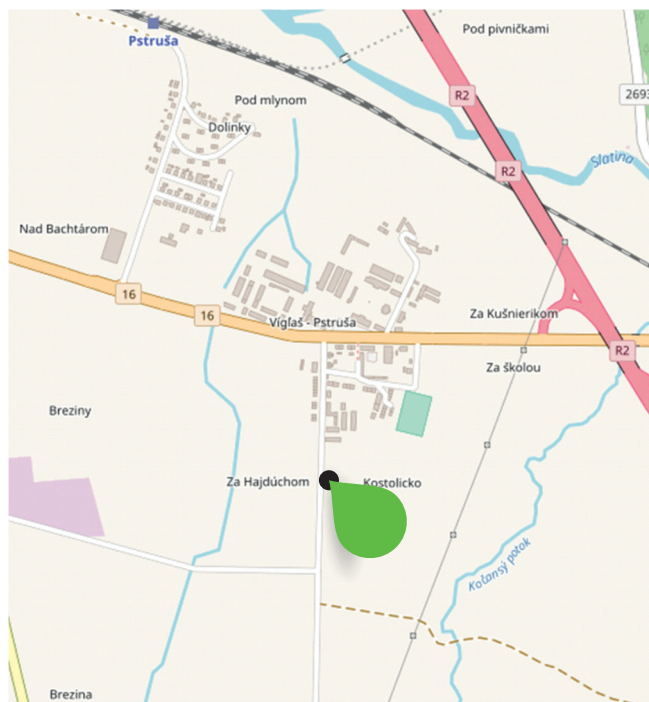 Pod pivničkami
Pstruša
R2
2693
Pod mlynom
Dolinky
Slatina
R2
Nad Bachtárom
16
16
Za Kušnierikom
Vígľaš - Pstruša
R2
Za školou
Breziny
Za Hajdúchom
Kostolicko
Kočanský potok
Brezina